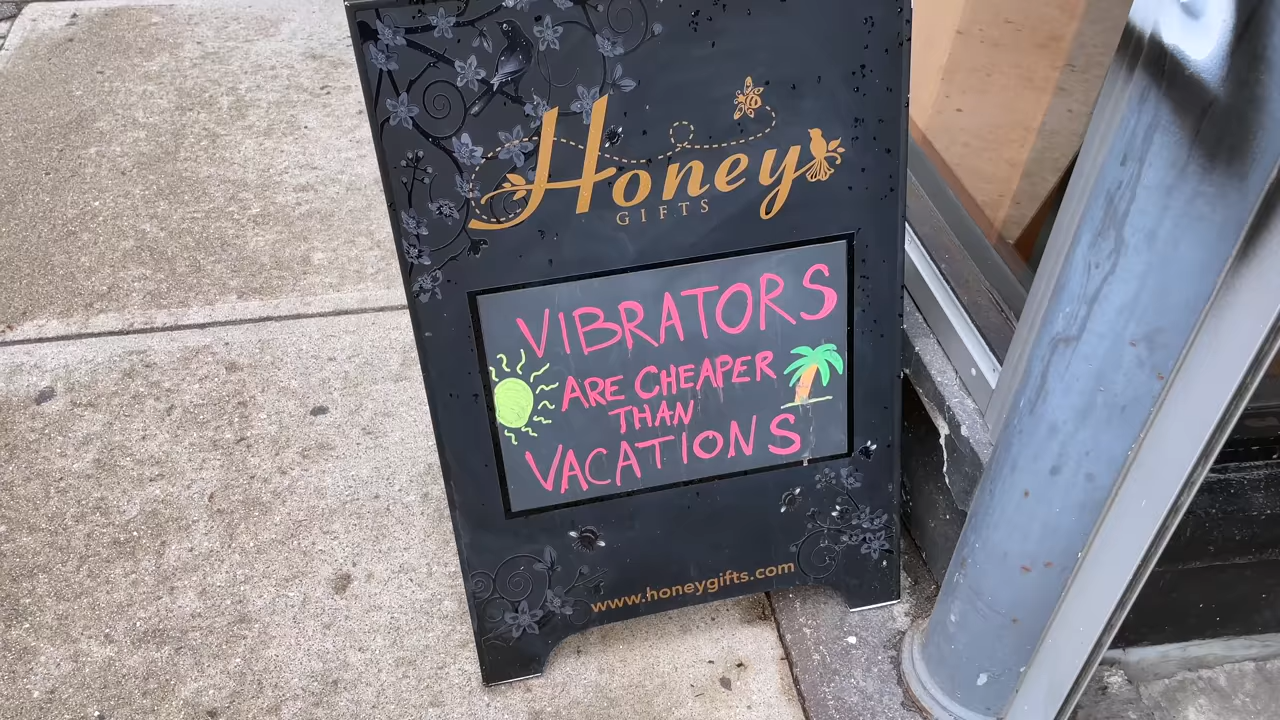 Honey
GIFTS
VIBRATORS
ARE CHEAPER
THAN
VACATIONS
www.honeygifts.com